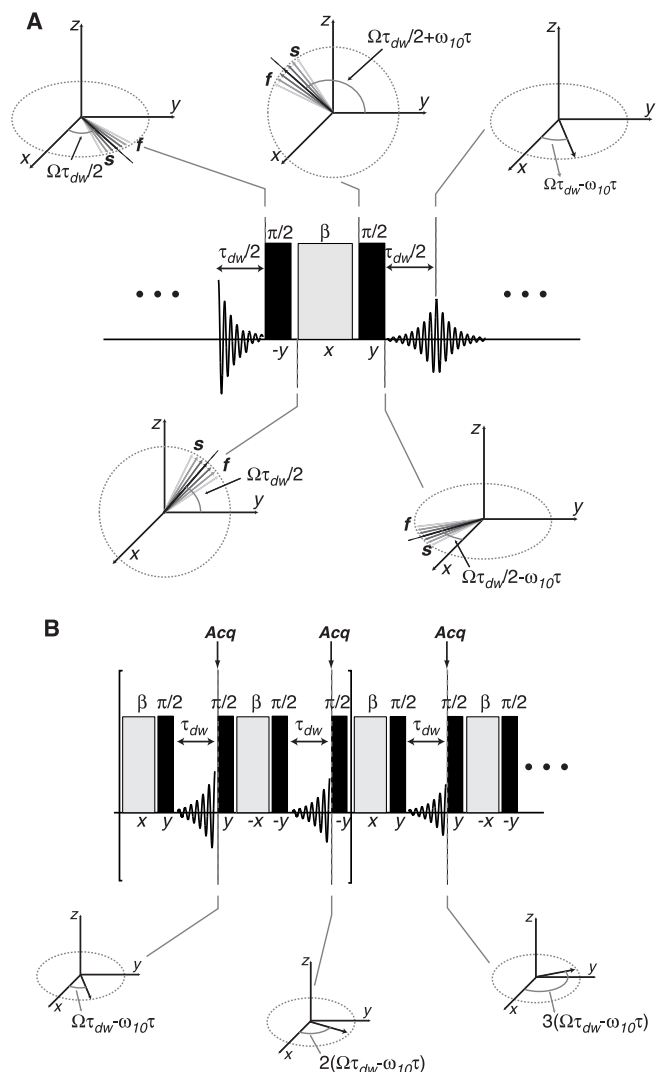 A
z
y
x
s
f
Ωτdw/2
z
y
x
f
s
Ωτdw/2+ω10τ
z
y
x
Ωτdw-ω10τ
π/2 β π/2
τdw/2 τdw/2
• • • • • •
-y x y
z
y
x
s
f
Ωτdw/2
z
y
x
f
s
Ωτdw/2-ω10τ
B
Acq Acq Acq
β π/2 π/2 β π/2 π/2 β π/2 π/2 β π/2
τdw τdw τdw
• • •
x y y -x -y -y x y y -x -y
z
y
x
Ωτdw-ω10τ
z
y
x
2(Ωτdw-ω10τ)
z
y
x
3(Ωτdw-ω10τ)